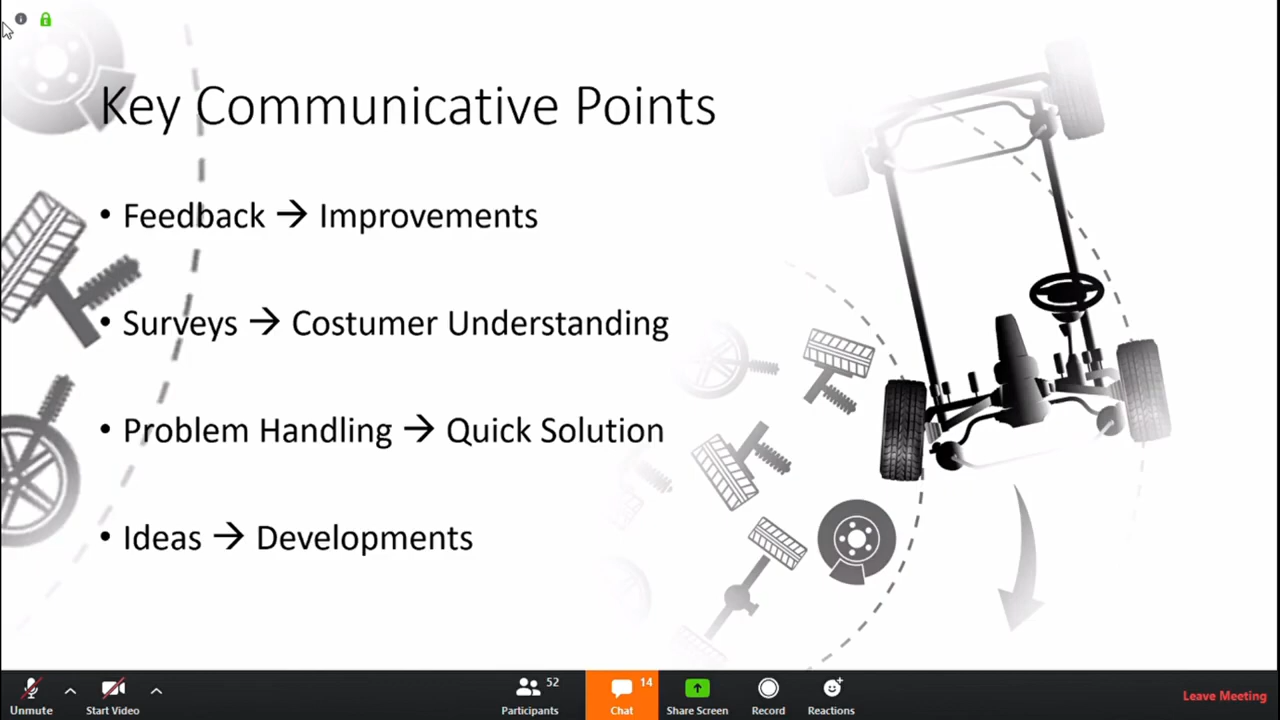 Key Communicative Points
• Feedback → Improvements
• Surveys → Costumer Understanding
• Problem Handling → Quick Solution
• Ideas → Developments
Unmute
Start Video
52
Participants
14
Chat
Share Screen
Record
Reactions
Leave Meeting